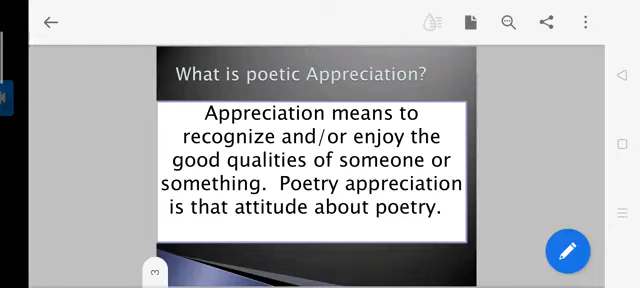 What is poetic Appreciation?
Appreciation means to
recognize and/or enjoy the
good qualities of someone or
something. Poetry appreciation
is that attitude about poetry.
3